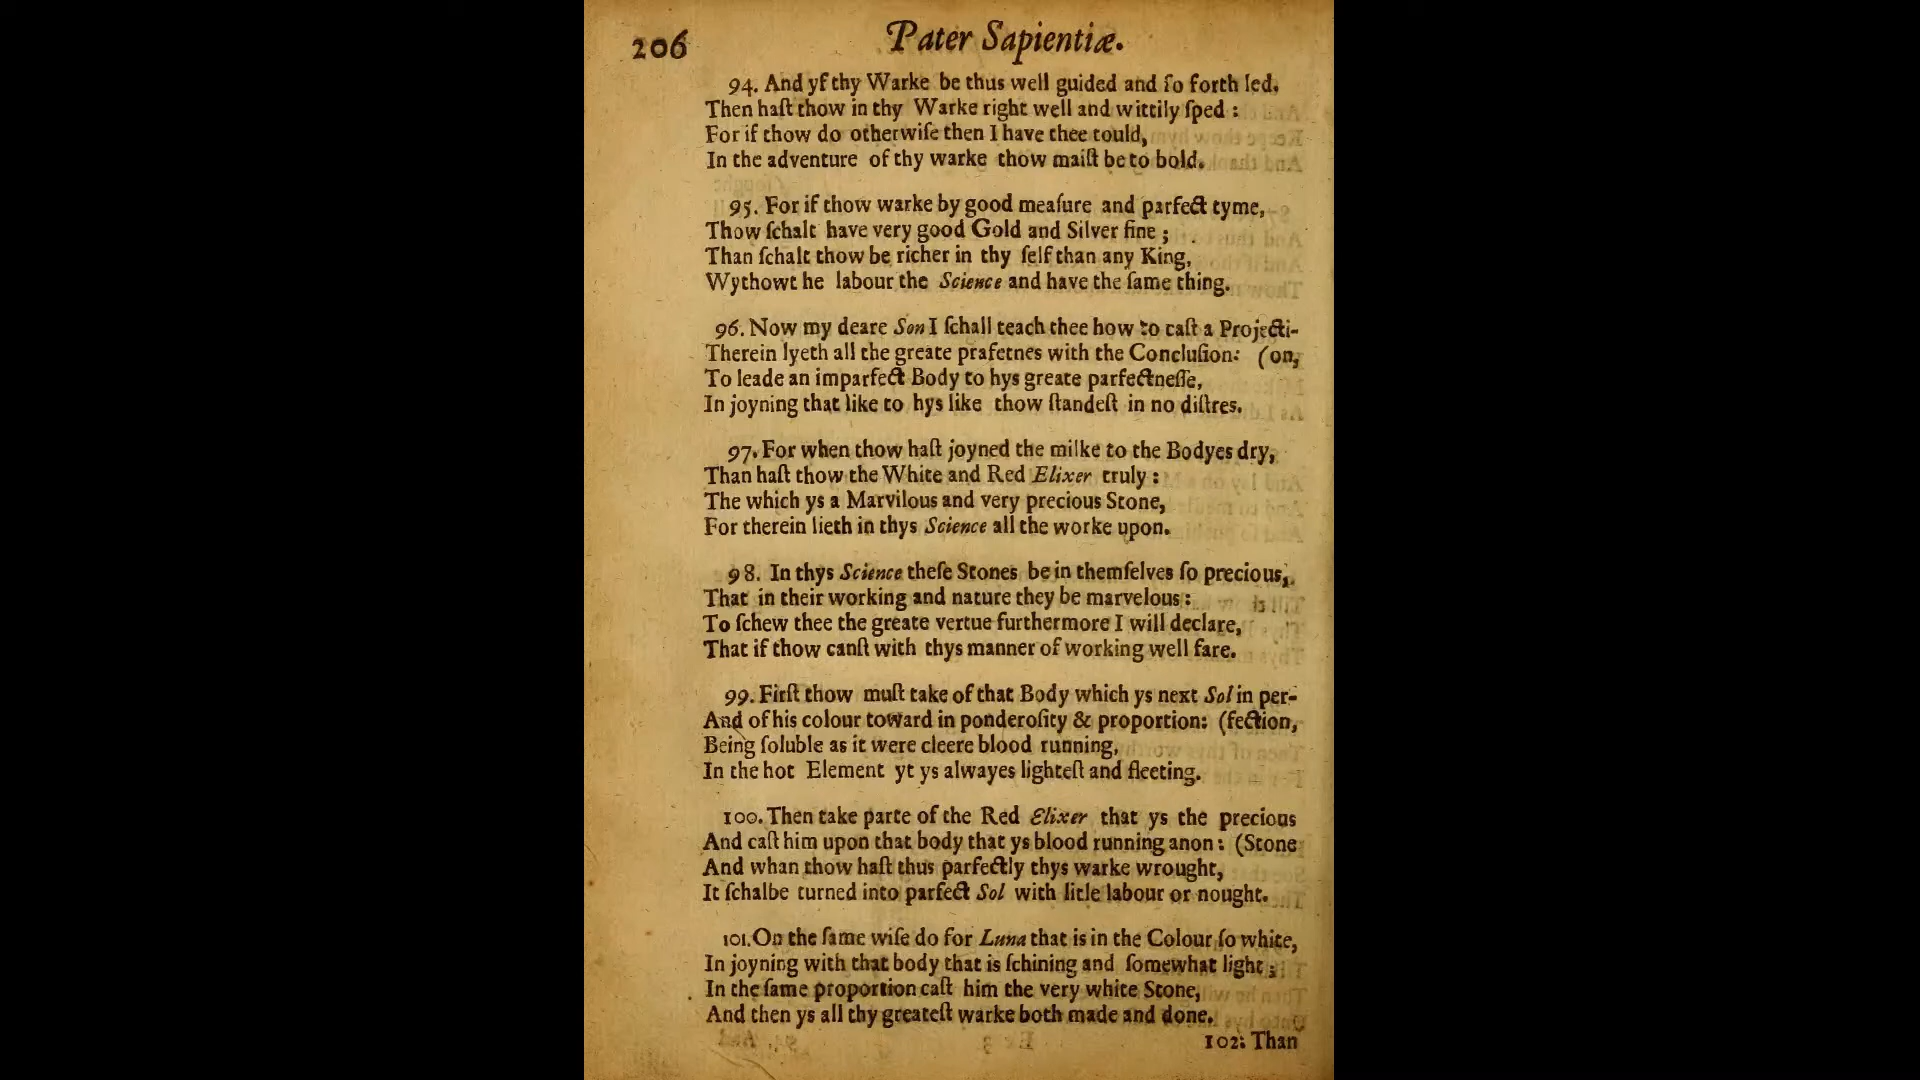 206
Pater Sapientiæ.
94. And yf thy Warke be thus well guided and ſo forth led,
Then haſt thow in thy Warke right well and wittily ſped :
For if thow do otherwiſe then I have thee tould,
In the adventure of thy warke thow maiſt be to bold.
95. For if thow warke by good meaſure and parfect tyme,
Thow ſchalt have very good Gold and Silver fine ;
Than ſchalt thow be richer in thy ſelf than any King,
Wythowt he labour the Science and have the ſame thing.
96. Now my deare Son I ſchall teach thee how to caſt a Projecti-
Therein lyeth all the greate prafetnes with the Concluſion: (on,
To leade an imparfect Body to hys greate parfectneſſe,
In joyning that like to hys like thow ſtandeſt in no diſtres.
97. For when thow haſt joyned the milke to the Bodyes dry,
Than haſt thow the White and Red Elixer truly :
The which ys a Marvilous and very precious Stone,
For therein lieth in thys Science all the worke upon.
98. In thys Science theſe Stones be in themſelves ſo precious,
That in their working and nature they be marvelous :
To ſchew thee the greate vertue furthermore I will declare,
That if thow canſt with thys manner of working well fare.
99. Firſt thow muſt take of that Body which ys next Sol in per-
And of his colour toward in ponderoſity & proportion: (fection,
Being ſoluble as it were cleere blood running,
In the hot Element yt ys alwayes lighteſt and fleeting.
100. Then take parte of the Red Elixer that ys the precious
And caſt him upon that body that ys blood running anon : (Stone
And whan thow haſt thus parfectly thys warke wrought,
It ſchalbe turned into parfect Sol with litle labour or nought.
101. On the ſame wiſe do for Luna that is in the Colour ſo white,
In joyning with that body that is ſchining and ſomewhat light ;
In the ſame proportion caſt him the very white Stone,
And then ys all thy greateſt warke both made and done.
102. Than